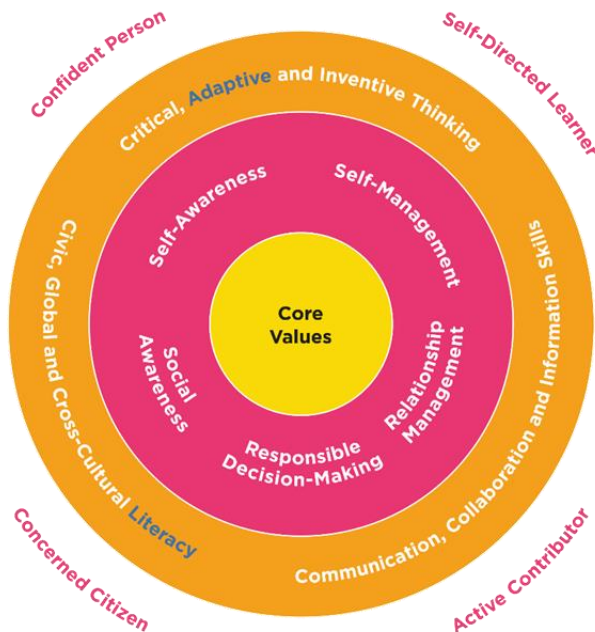 Confident Person
Self-Directed Learner
Critical, Adaptive and Inventive Thinking
Self-Awareness
Self-Management
Civic, Global and Cross-Cultural Literacy
Communication, Collaboration and Information Skills
Core
Values
Social
Awareness
Relationship
Management
Responsible
Decision-Making
Concerned Citizen
Active Contributor